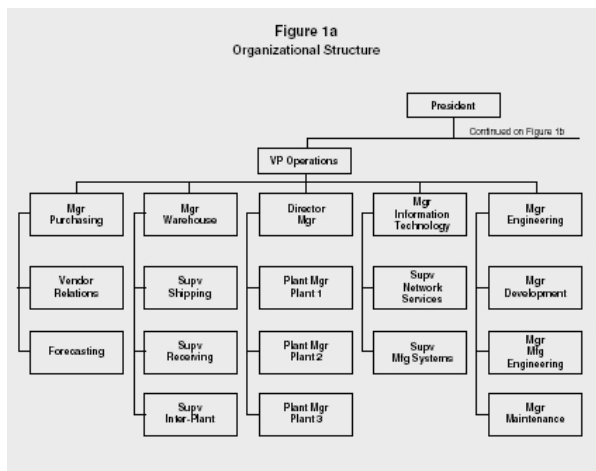 Figure 1a
Organizational Structure
President
Continued on Figure 1b
VP Operations
Mgr
Purchasing
Mgr
Warehouse
Director
Mgr
Mgr
Information
Technology
Mgr
Engineering
Vendor
Relations
Supv
Shipping
Plant Mgr
Plant 1
Supv
Network
Services
Mgr
Development
Forecasting
Supv
Receiving
Plant Mgr
Plant 2
Supv
Mfg Systems
Mgr
Mfg
Engineering
Supv
Inter-Plant
Plant Mgr
Plant 3
Mgr
Maintenance